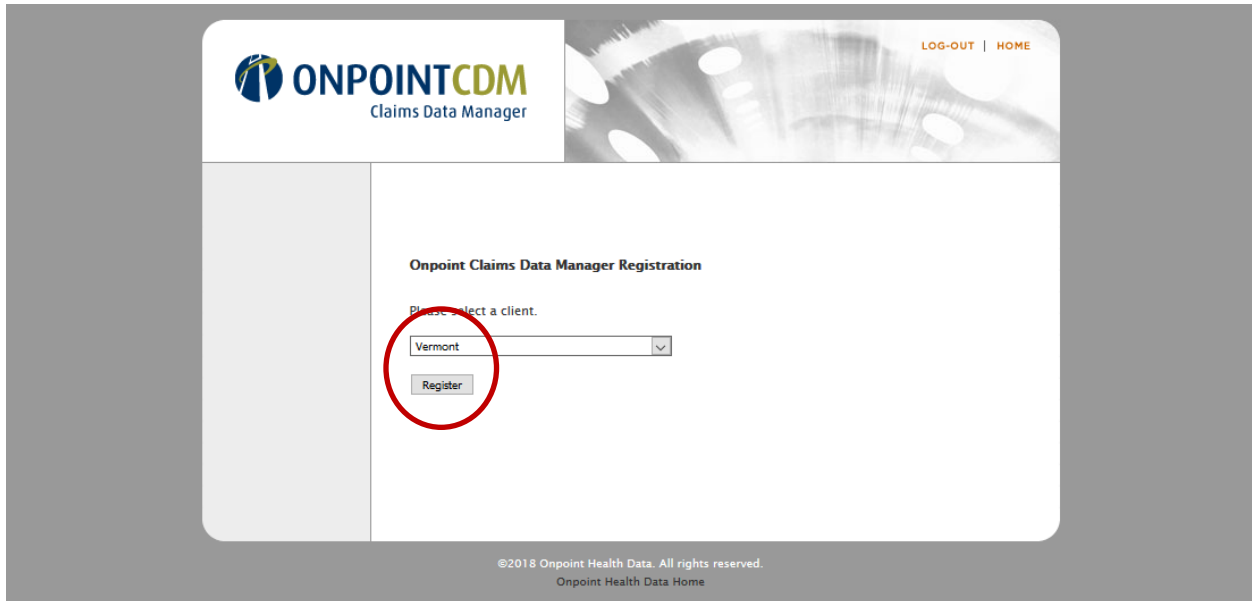 ONPOINTCDM
Claims Data Manager
LOG-OUT | HOME
Onpoint Claims Data Manager Registration
Please select a client.
Vermont
Register
©2018 Onpoint Health Data. All rights reserved.
Onpoint Health Data Home